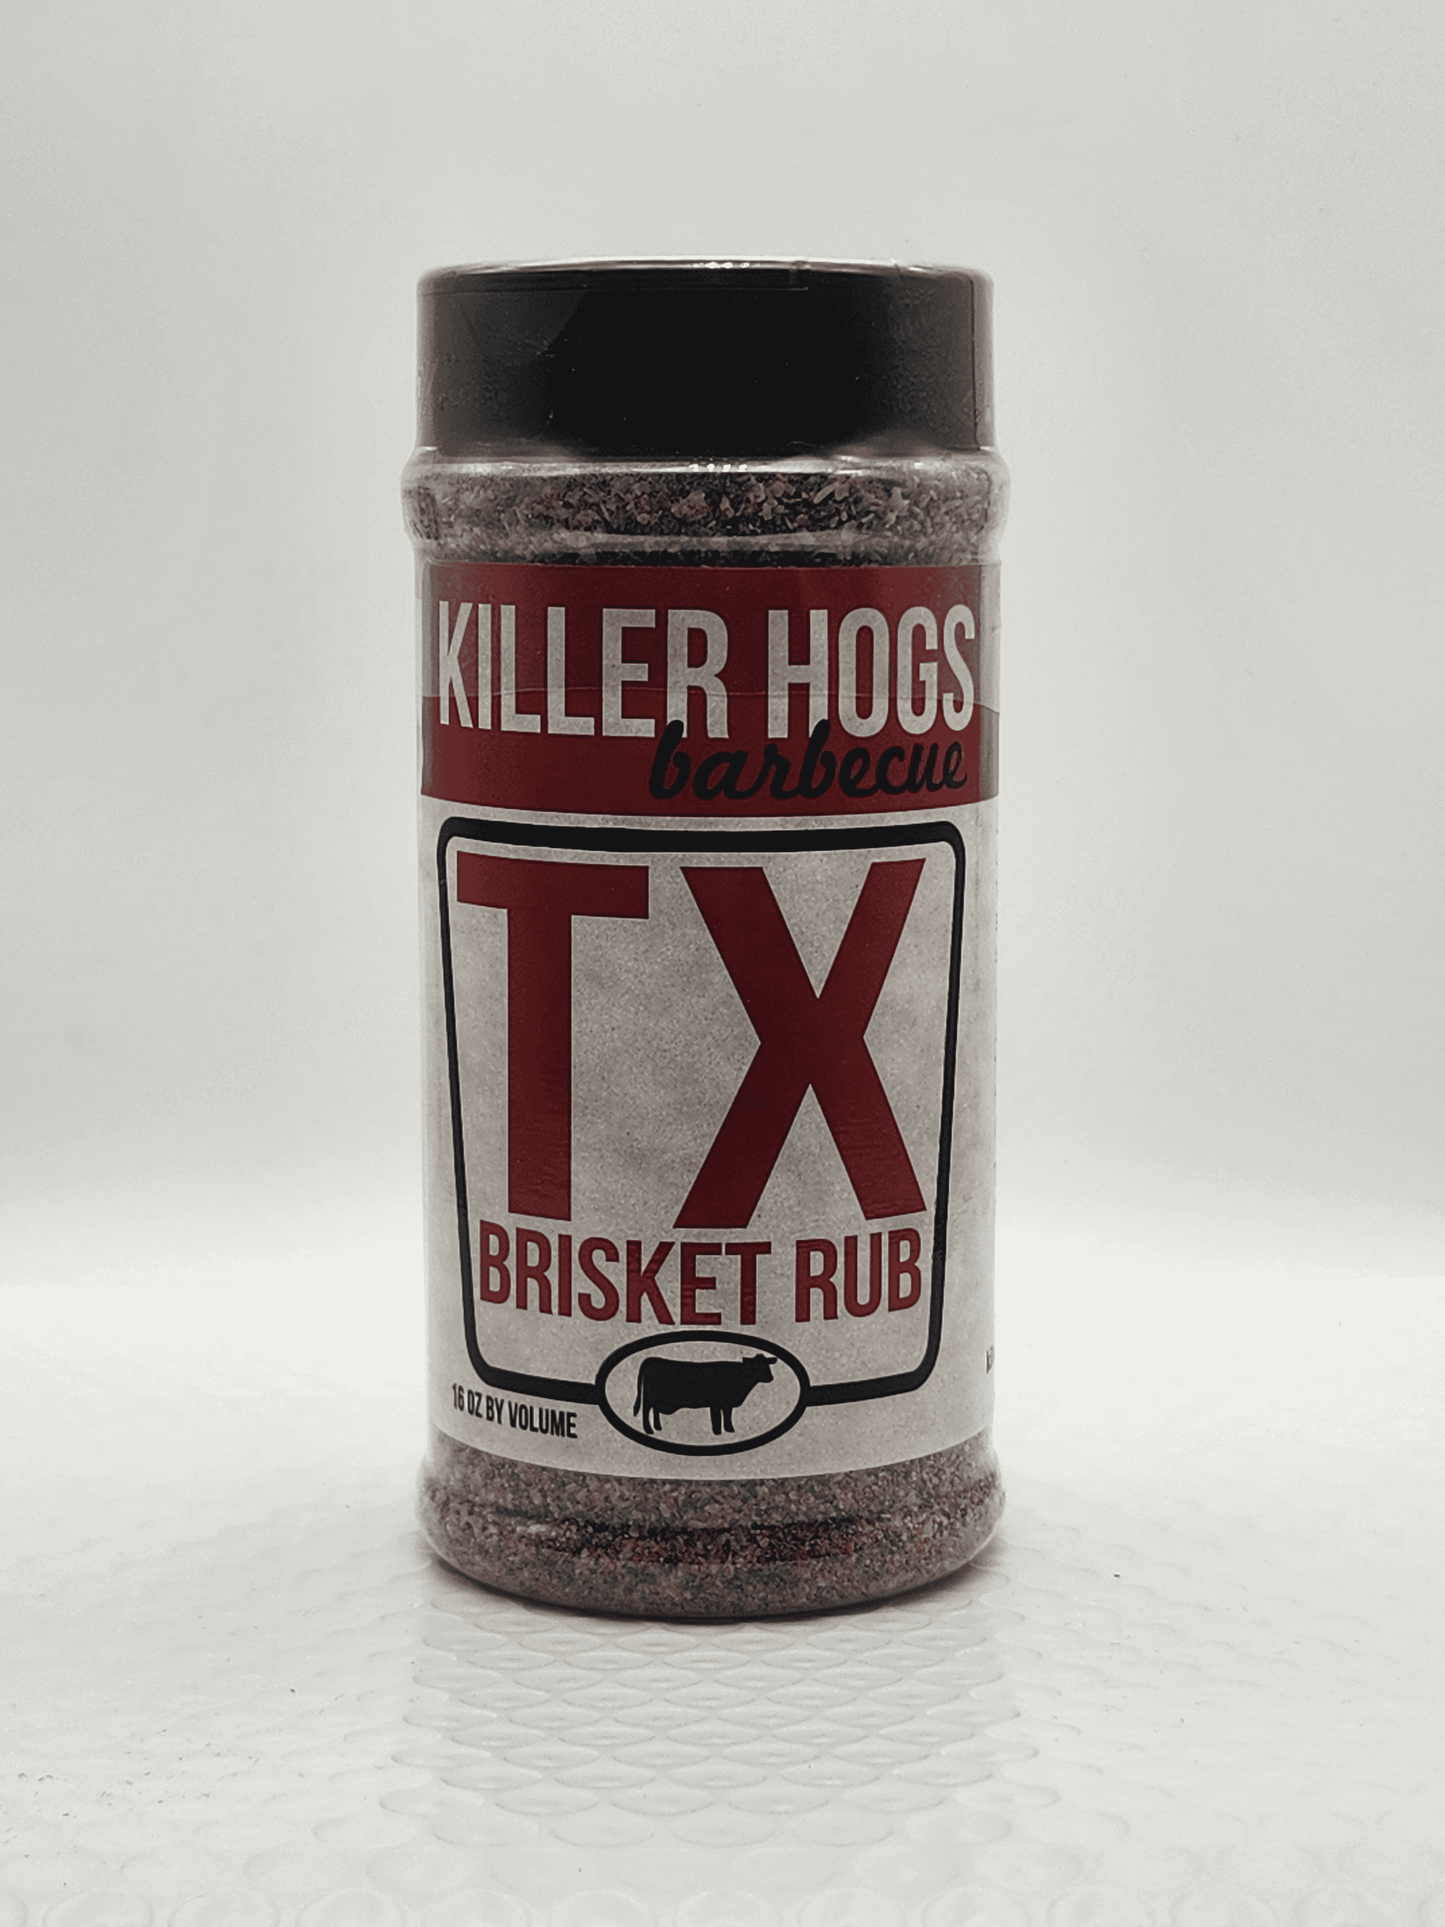 KILLER HOGS
barbecue
TX
BRISKET RUB
16 OZ BY VOLUME